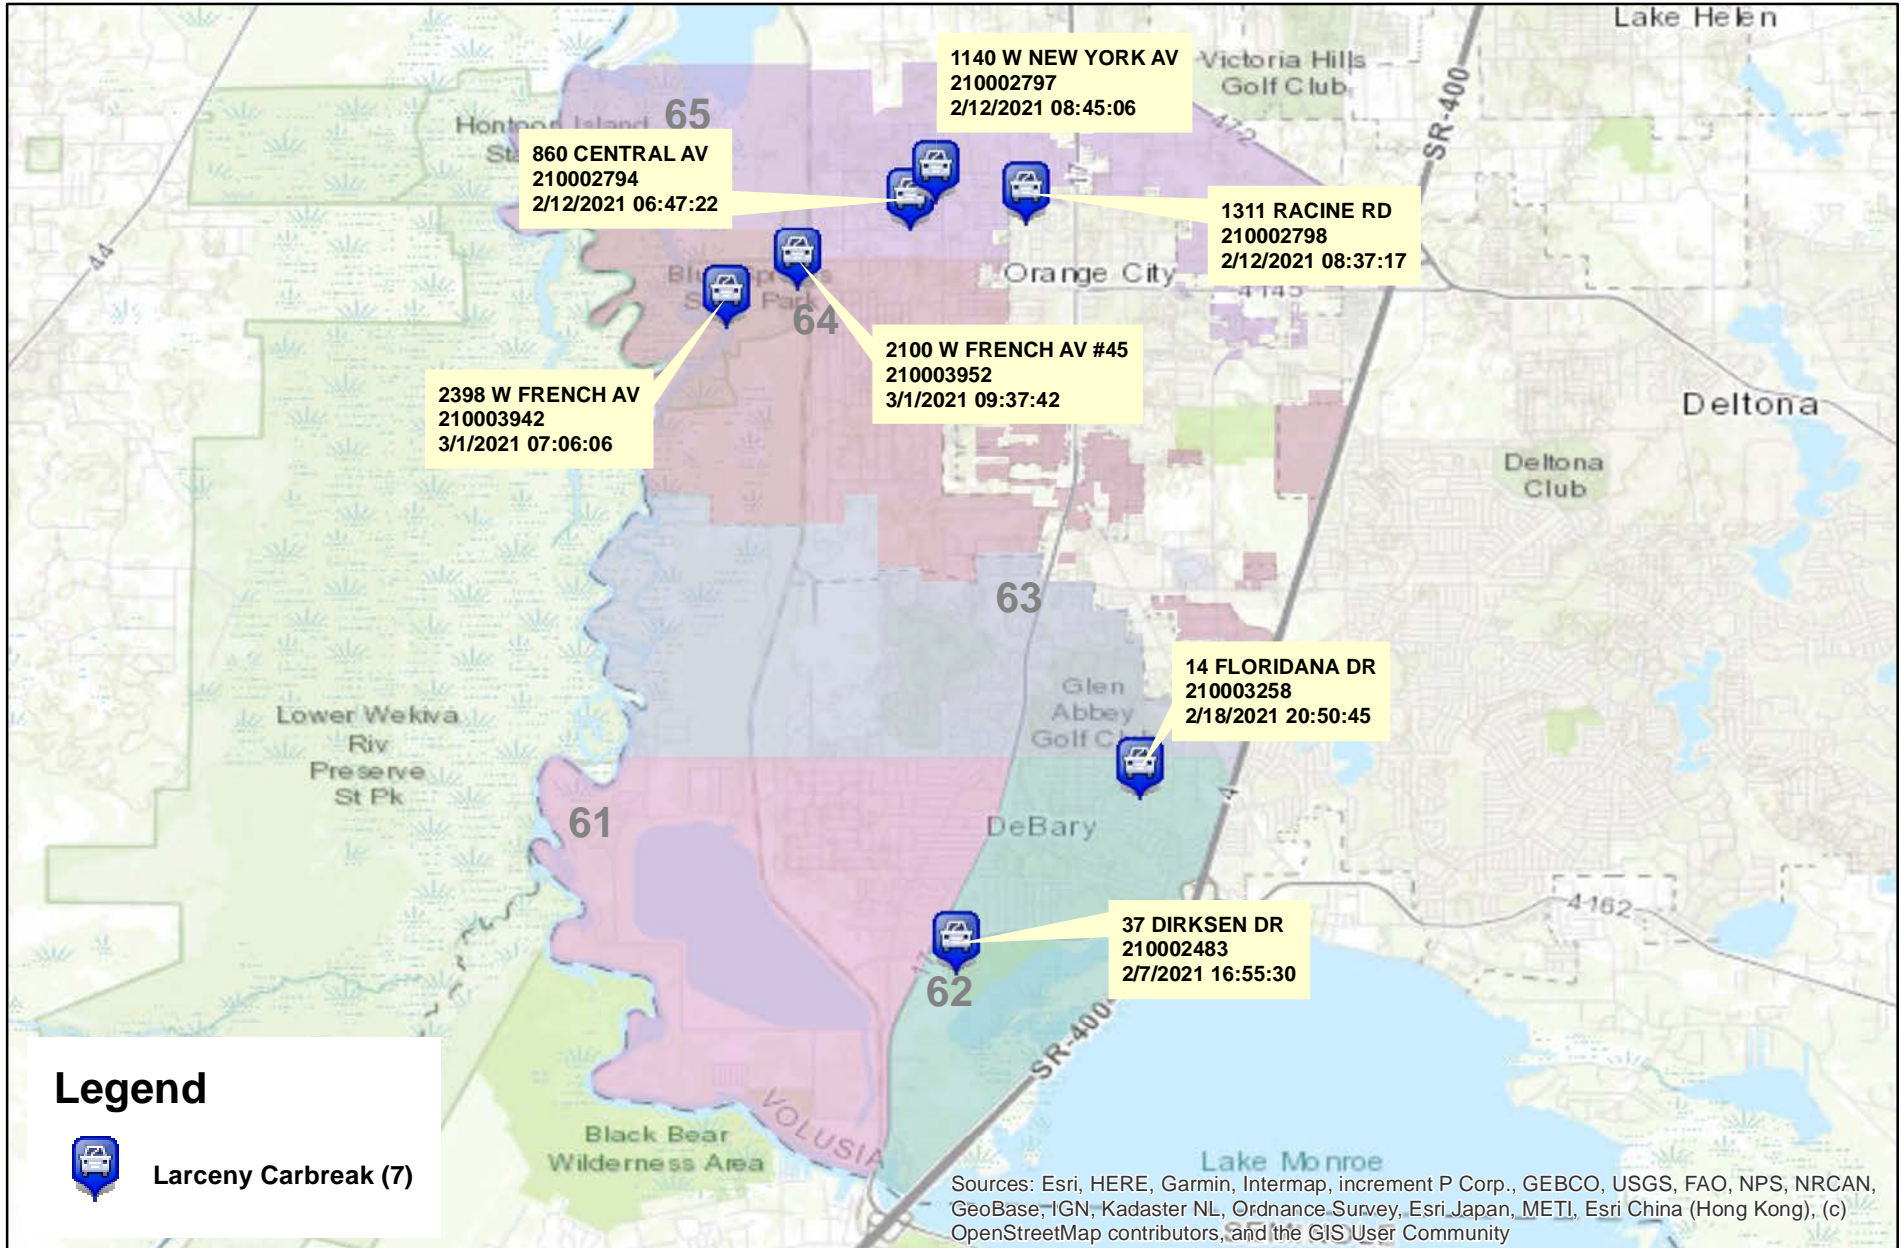 Lake Helen
1140 W NEW YORK AV
210002797
2/12/2021 08:45:06
Victoria Hills
Golf Club
SR-400
472
65
Hontoon Island
860 CENTRAL AV
210002794
2/12/2021 06:47:22
17
1311 RACINE RD
210002798
2/12/2021 08:37:17
44
Orange City
4145
64
2100 W FRENCH AV #45
210003952
3/1/2021 09:37:42
2398 W FRENCH AV
210003942
3/1/2021 07:06:06
Deltona
Deltona
Club
63
14 FLORIDANA DR
210003258
2/18/2021 20:50:45
Glen
Abbey
Lower Wekiva
Riv
Preserve
St Pk
4
61
DeBary
4162
37 DIRKSEN DR
210002483
2/7/2021 16:55:30
17
62
SR-400
Legend
Larceny Carbreak (7)
VOLUSIA
Black Bear
Wilderness Area
Lake Monroe
Sources: Esri, HERE, Garmin, Intermap, increment P Corp., GEBCO, USGS, FAO, NPS, NRCAN,
GeoBase, IGN, Kadaster NL, Ordnance Survey, Esri Japan, METI, Esri China (Hong Kong), (c)
OpenStreetMap contributors, and the GIS User Community